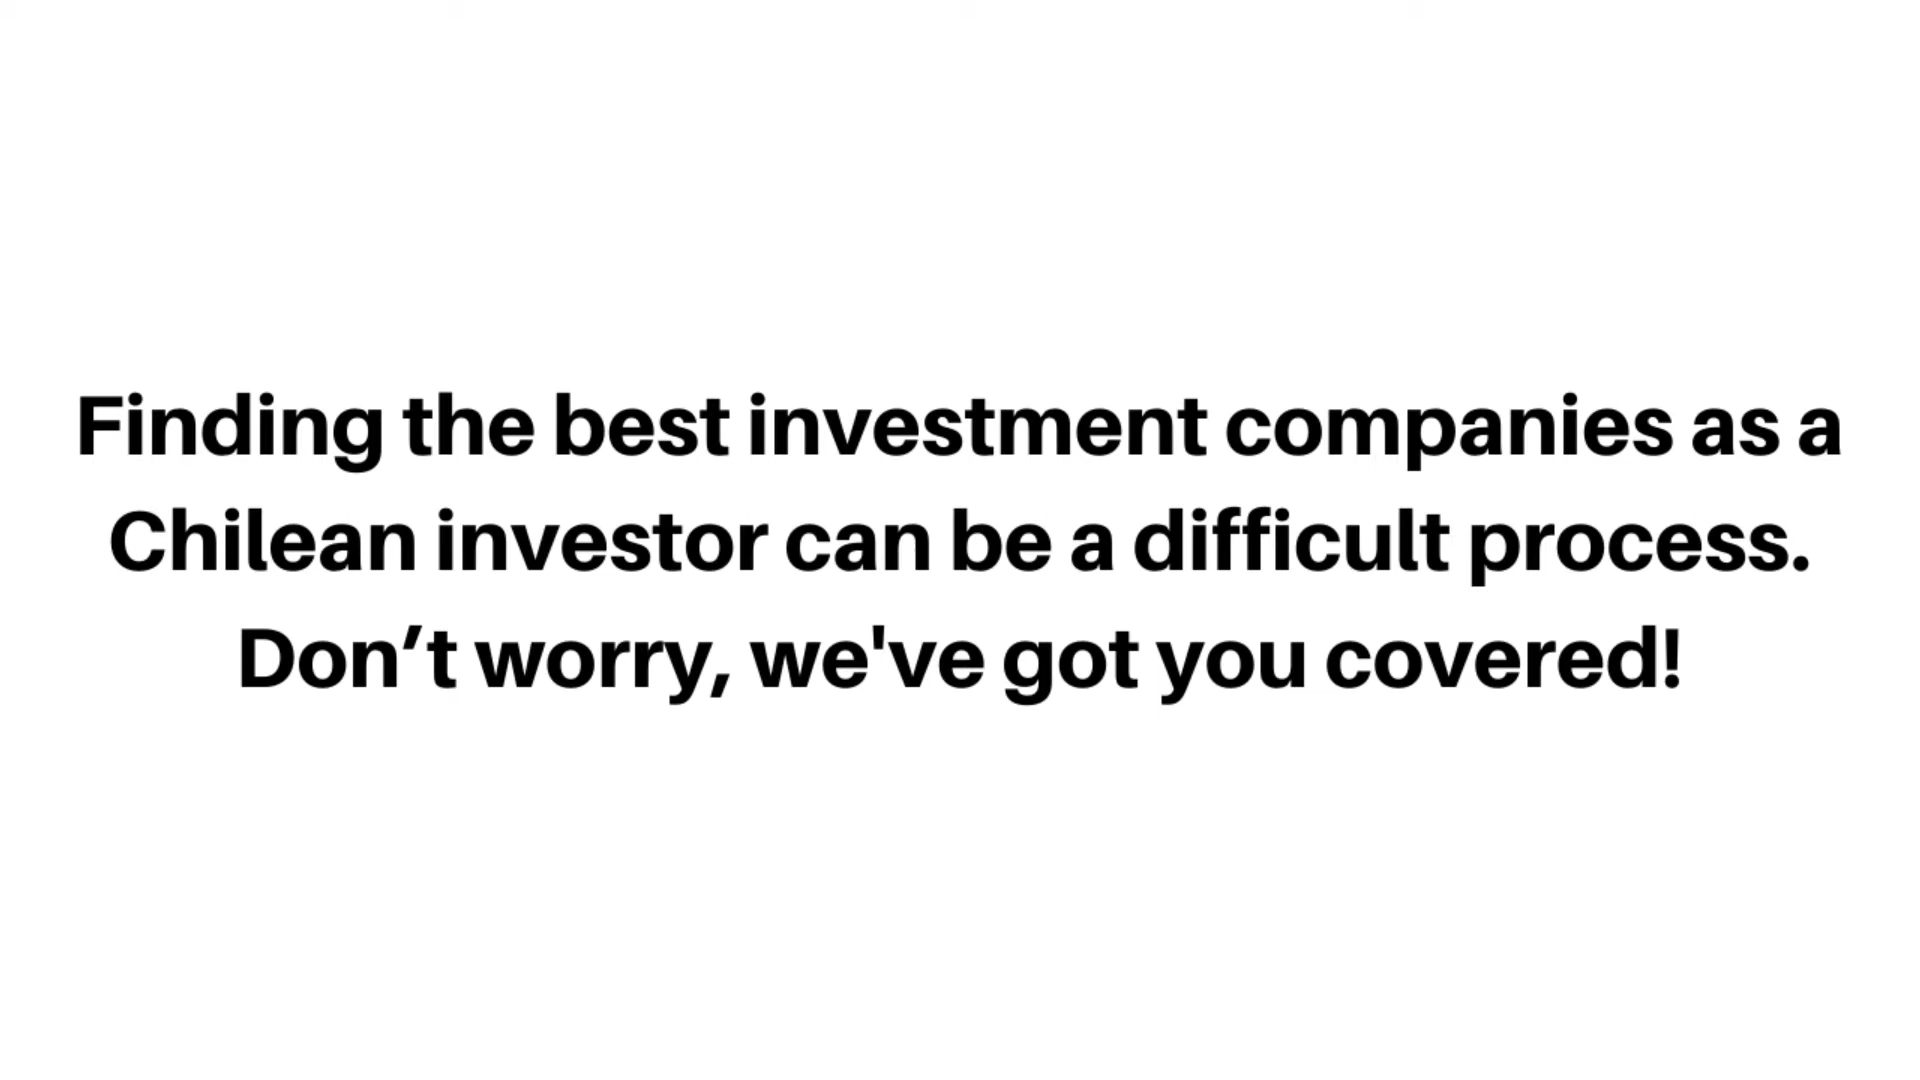 Finding the best investment companies as a
Chilean investor can be a difficult process.
Don’t worry, we've got you covered!